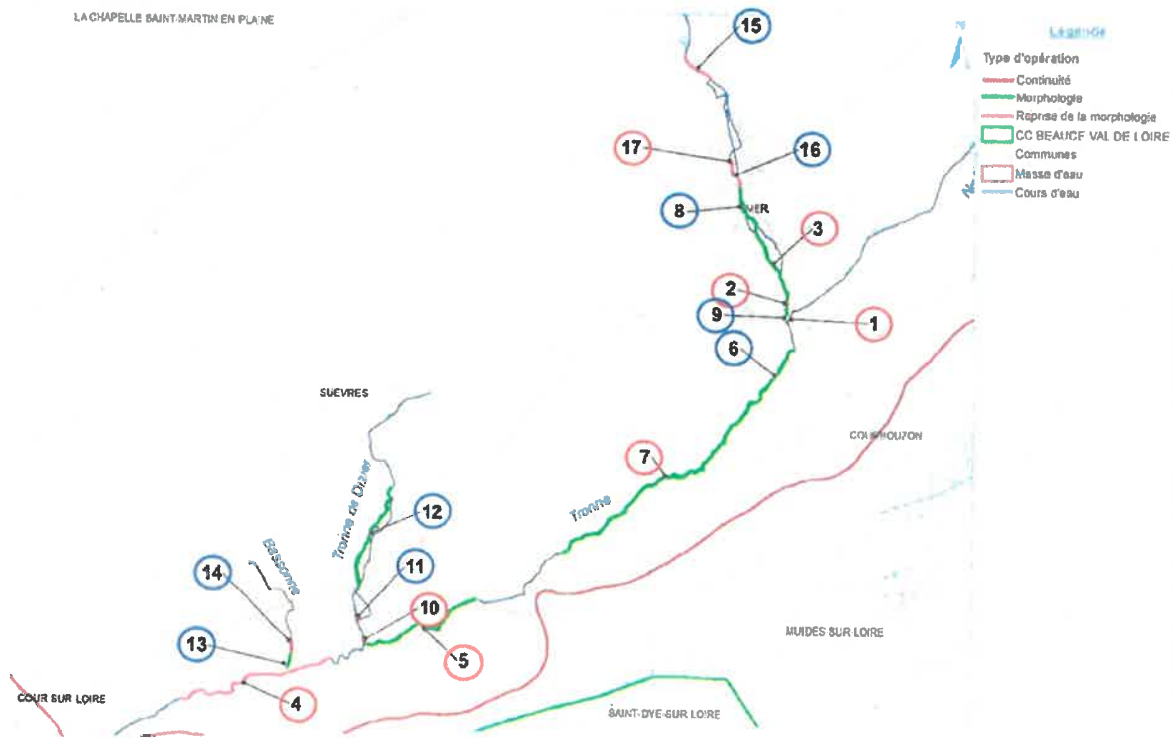 LA CHAPELLE SAINT-MARTIN EN PLAINE
15
Légende
Type d'opération
Continuité
Morphologie
Reprise de la morphologie
CC BEAUCE VAL DE LOIRE
Communes
Masse d'eau
Cours d'eau
17
16
8
MER
3
2
9
1
6
SUEVRES
COURBOUZON
7
Tronne
Tronne de Diziers
12
Bassonne
14
11
10
13
5
MUIDES SUR LOIRE
COUR SUR LOIRE
4
SAINT-DYE-SUR LOIRE